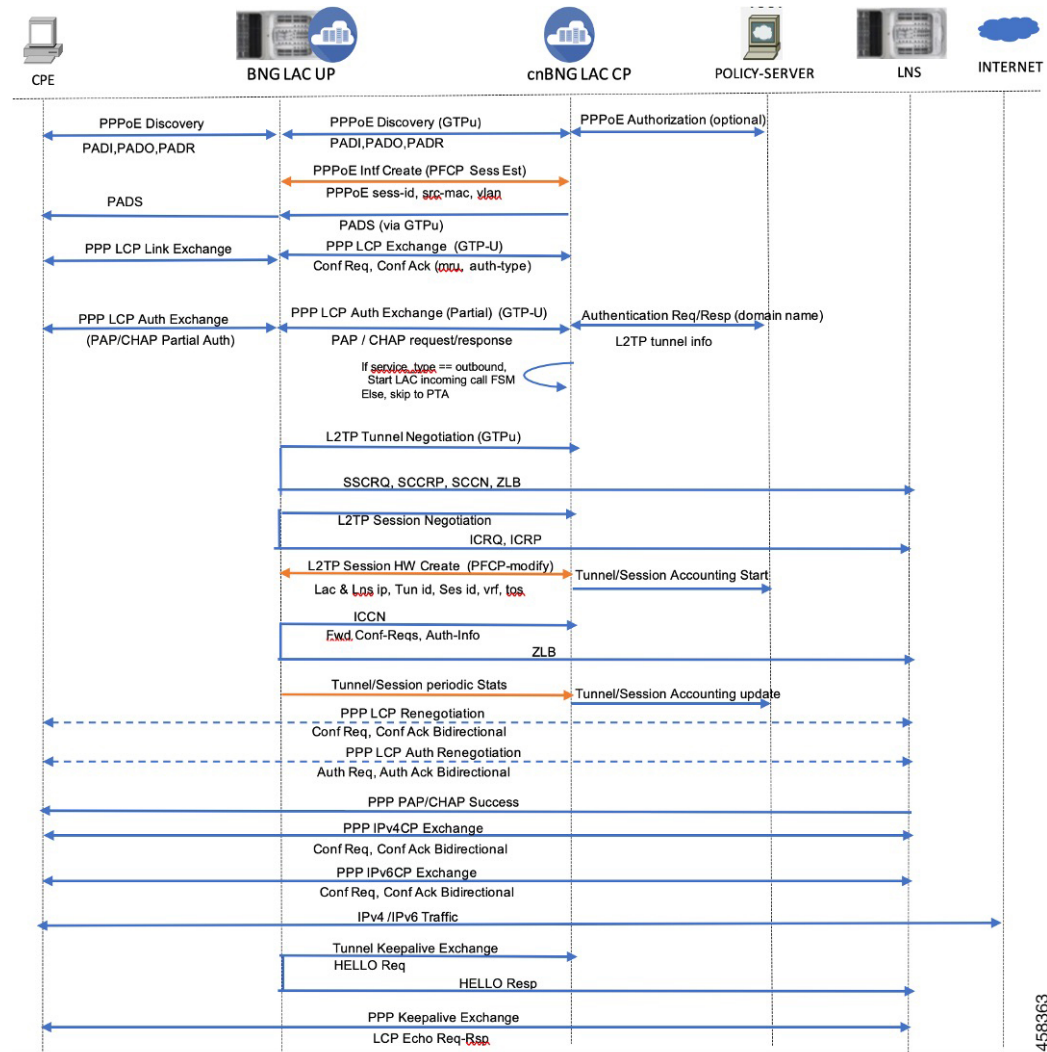 CPE
BNG LAC UP
cnBNG LAC CP
POLICY-SERVER
LNS
INTERNET
PPPoE Discovery
PADI,PADO,PADR
PPPoE Discovery (GTPu)
PADI,PADO,PADR
PPPoE Authorization (optional)
PPPoE Intf Create (PFCP Sess Est)
PPPoE sess-id, src-mac, vlan
PADS
PADS (via GTPu)
PPP LCP Link Exchange
PPP LCP Exchange (GTP-U)
Conf Req, Conf Ack (mru, auth-type)
PPP LCP Auth Exchange
(PAP/CHAP Partial Auth)
PPP LCP Auth Exchange (Partial) (GTP-U)
PAP / CHAP request/response
Authentication Req/Resp (domain name)
L2TP tunnel info
If service_type == outbound,
Start LAC incoming call FSM
Else, skip to PTA
L2TP Tunnel Negotiation (GTPu)
SSCRQ, SCCRP, SCCN, ZLB
L2TP Session Negotiation
ICRQ, ICRP
L2TP Session HW Create (PFCP-modify)
Lac & Lns ip, Tun id, Ses id, vrf, tos
Tunnel/Session Accounting Start
ICCN
Fwd Conf-Reqs, Auth-Info
ZLB
Tunnel/Session periodic Stats
Tunnel/Session Accounting update
PPP LCP Renegotiation
Conf Req, Conf Ack Bidirectional
PPP LCP Auth Renegotiation
Auth Req, Auth Ack Bidirectional
PPP PAP/CHAP Success
PPP IPv4CP Exchange
Conf Req, Conf Ack Bidirectional
PPP IPv6CP Exchange
Conf Req, Conf Ack Bidirectional
IPv4 /IPv6 Traffic
Tunnel Keepalive Exchange
HELLO Req
HELLO Resp
PPP Keepalive Exchange
LCP Echo Req-Rsp
458363